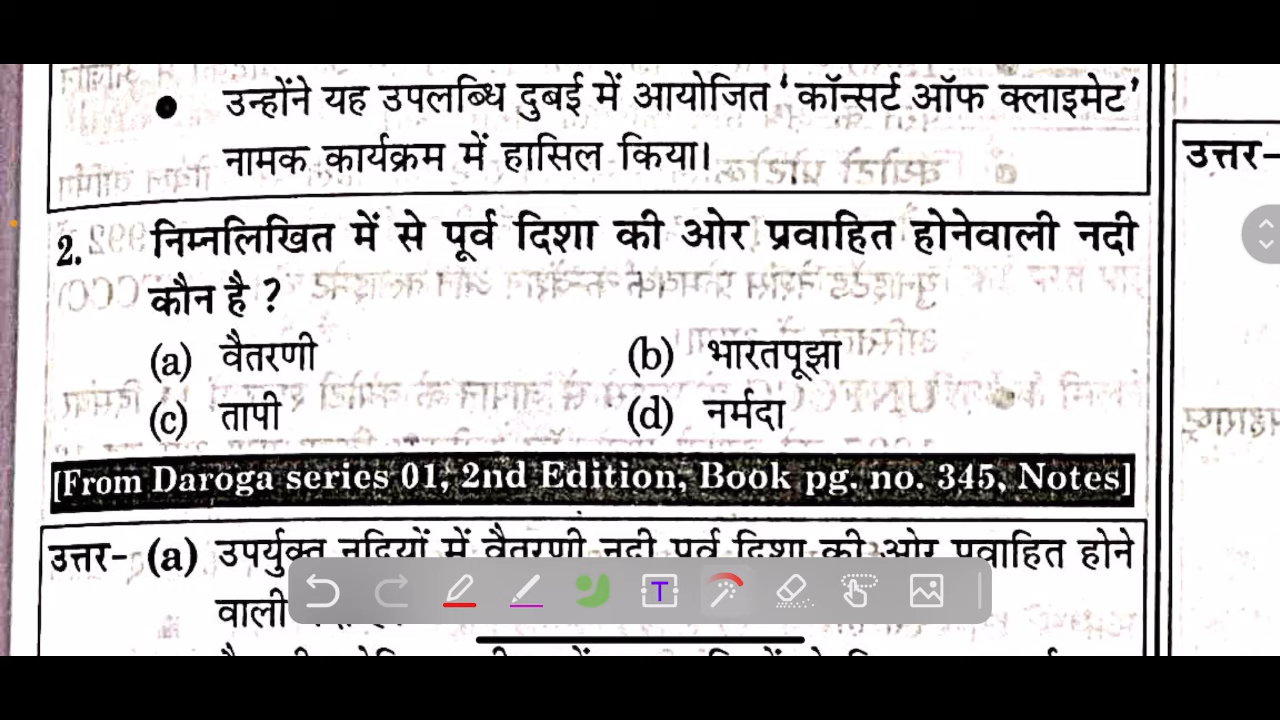 ● उन्होंने यह उपलब्धि दुबई में आयोजित ‘कॉन्सर्ट ऑफ क्लाइमेट’
नामक कार्यक्रम में हासिल किया।
2. निम्नलिखित में से पूर्व दिशा की ओर प्रवाहित होनेवाली नदी
कौन है ?
(a) वैतरणी (b) भारतपूझा
(c) तापी (d) नर्मदा
[From Daroga series 01, 2nd Edition, Book pg. no. 345, Notes]
उत्तर- (a) उपर्युक्त नदियों में वैतरणी नदी पूर्व दिशा की ओर प्रवाहित होने
वाली
उत्तर–
T